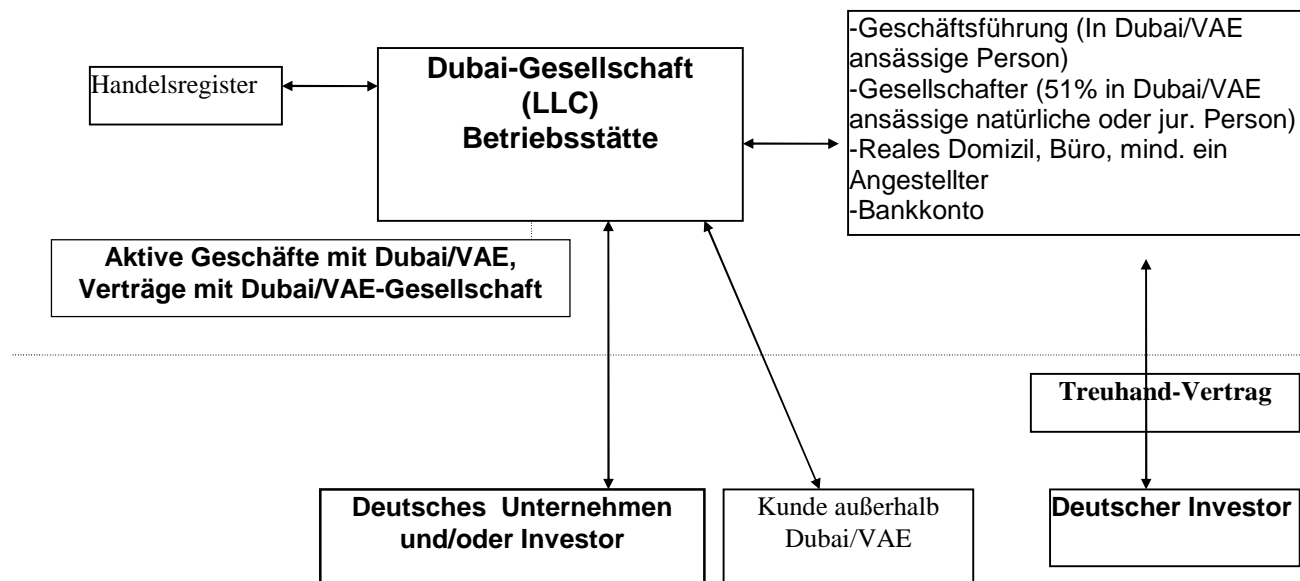 Handelsregister
Dubai-Gesellschaft
(LLC)
Betriebsstätte
-Geschäftsführung (In Dubai/VAE
ansässige Person)
-Gesellschafter (51% in Dubai/VAE
ansässige natürliche oder jur. Person)
-Reales Domizil, Büro, mind. ein
Angestellter
-Bankkonto
Aktive Geschäfte mit Dubai/VAE,
Verträge mit Dubai/VAE-Gesellschaft
Treuhand-Vertrag
Deutsches Unternehmen
und/oder Investor
Kunde außerhalb
Dubai/VAE
Deutscher Investor